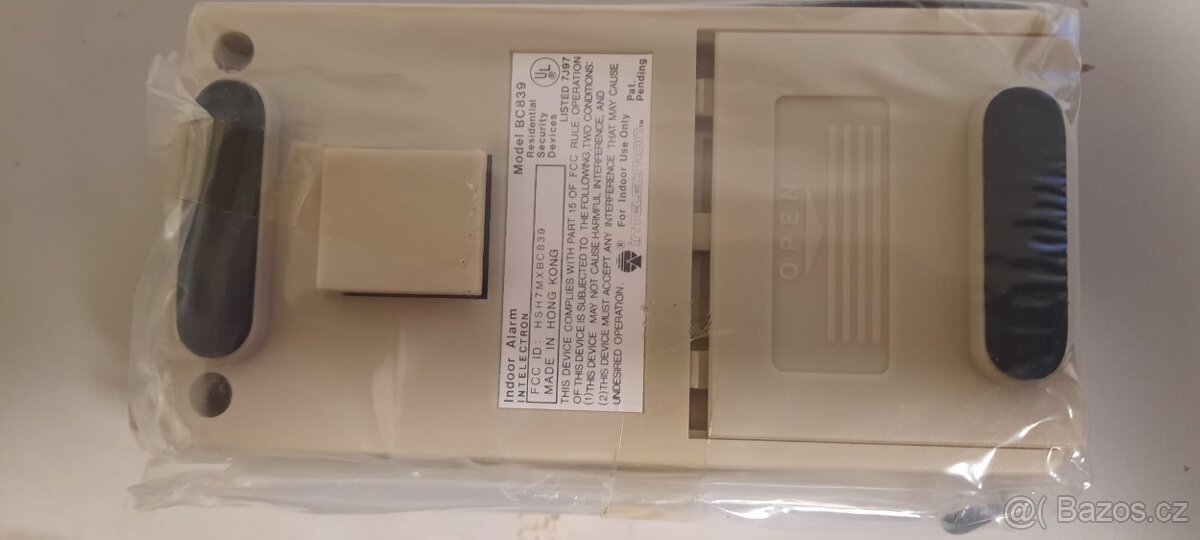 Indoor Alarm
INTELECTRON
Model BC839
Residential
Security
Devices
UL
®
LISTED 7J97
FCC ID: HSH7MXBC839
MADE IN HONG KONG
THIS DEVICE COMPLIES WITH PART 15 OF FCC RULE. OPERATION
OF THIS DEVICE IS SUBJECTED TO THE FOLLOWING TWO CONDITIONS:
(1)THIS DEVICE MAY NOT CAUSE HARMFUL INTERFERENCE, AND
(2)THIS DEVICE MUST ACCEPT ANY INTERFERENCE THAT MAY CAUSE
UNDESIRED OPERATION.
® For Indoor Use Only
Pat.
Pending
INTELECTRON™
OPEN
@( Bazos.cz